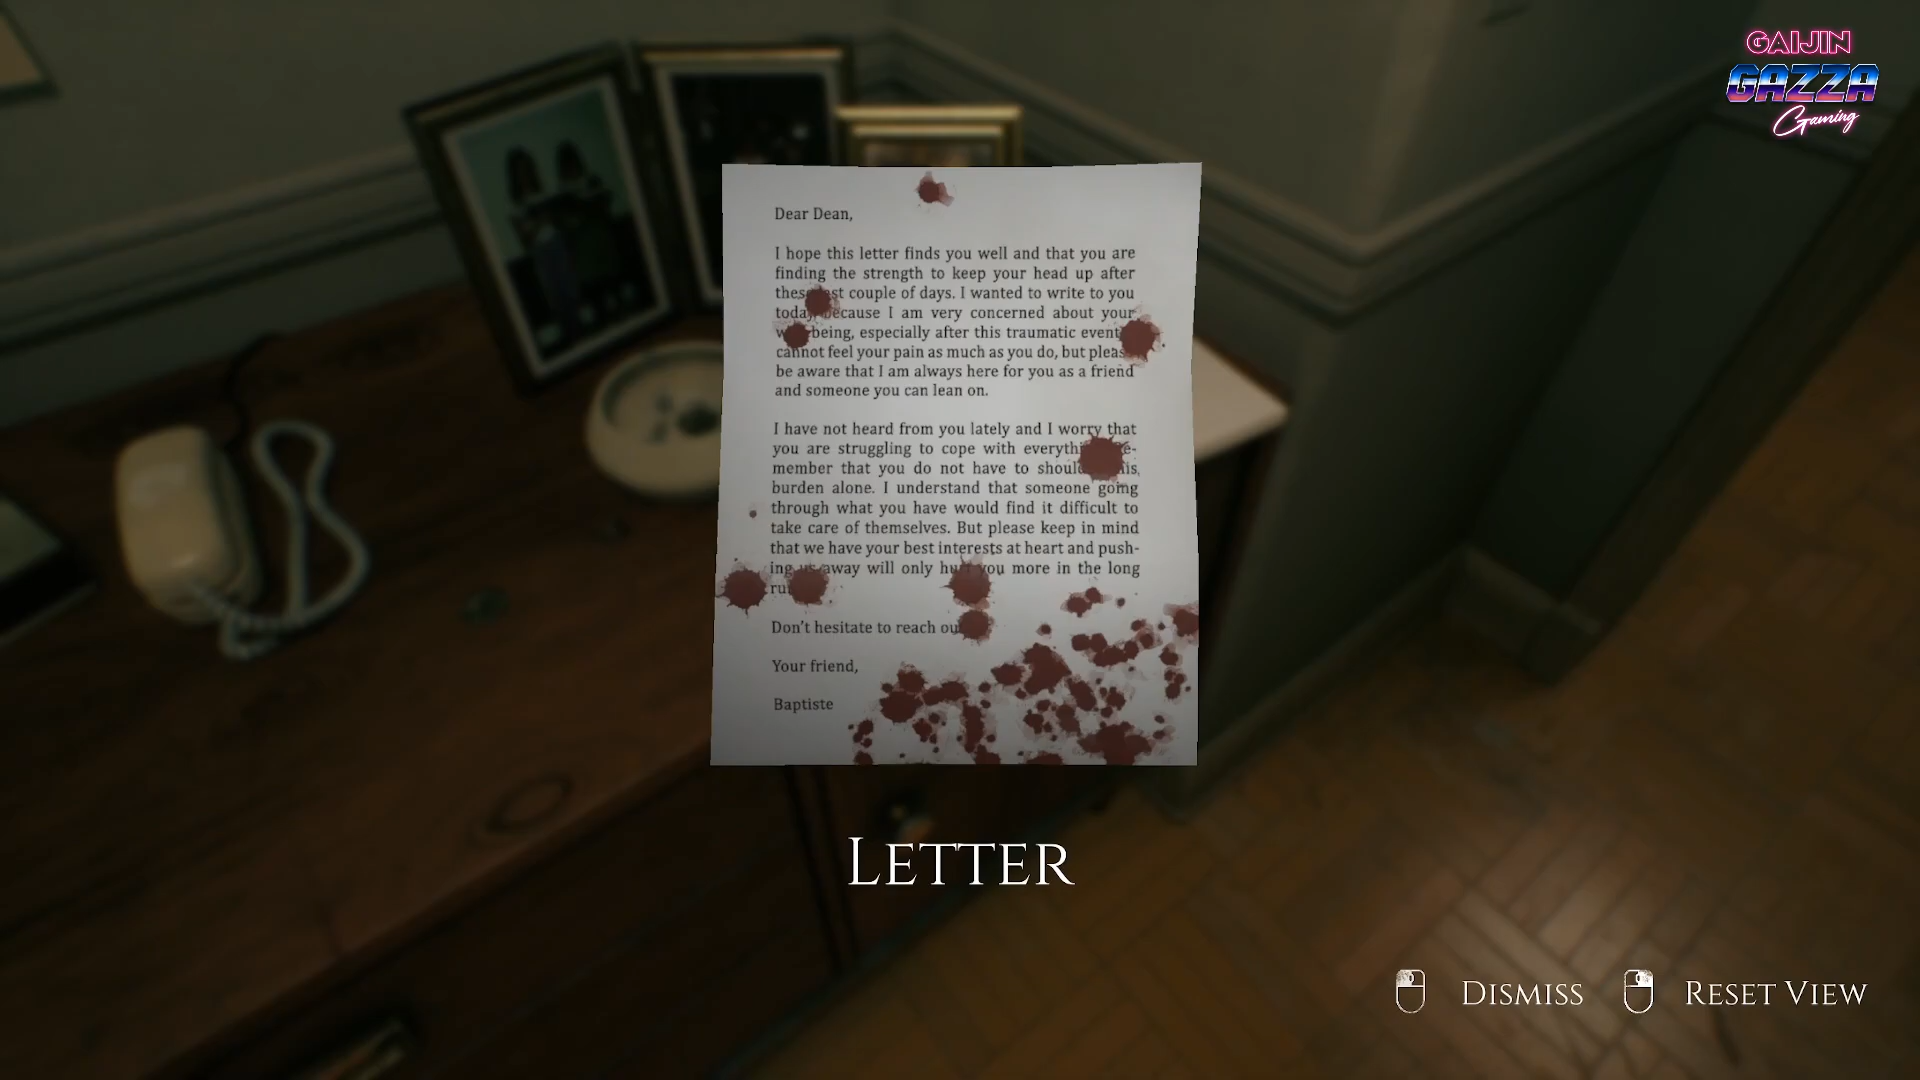 GAIJIN
GAZZA
Gaming
Dear Dean,
I hope this letter finds you well and that you are
finding the strength to keep your head up after
couple of days. I wanted to write to you
today, because I am very concerned about your
being, especially after this traumatic event
cannot feel your pain as much as you do, but please
be aware that I am always here for you as a friend
and someone you can lean on.
I have not heard from you lately and I worry that
you are struggling to cope with
member that you do not have to
burden alone. I understand that someone going
through what you have would find it difficult to
take care of themselves. But please keep in mind
that we have your best interests at heart and push-
ing us away will only hurt you more in the long
Don't hesitate to reach
Your friend,
Baptiste
LETTER
DISMISS RESET VIEW